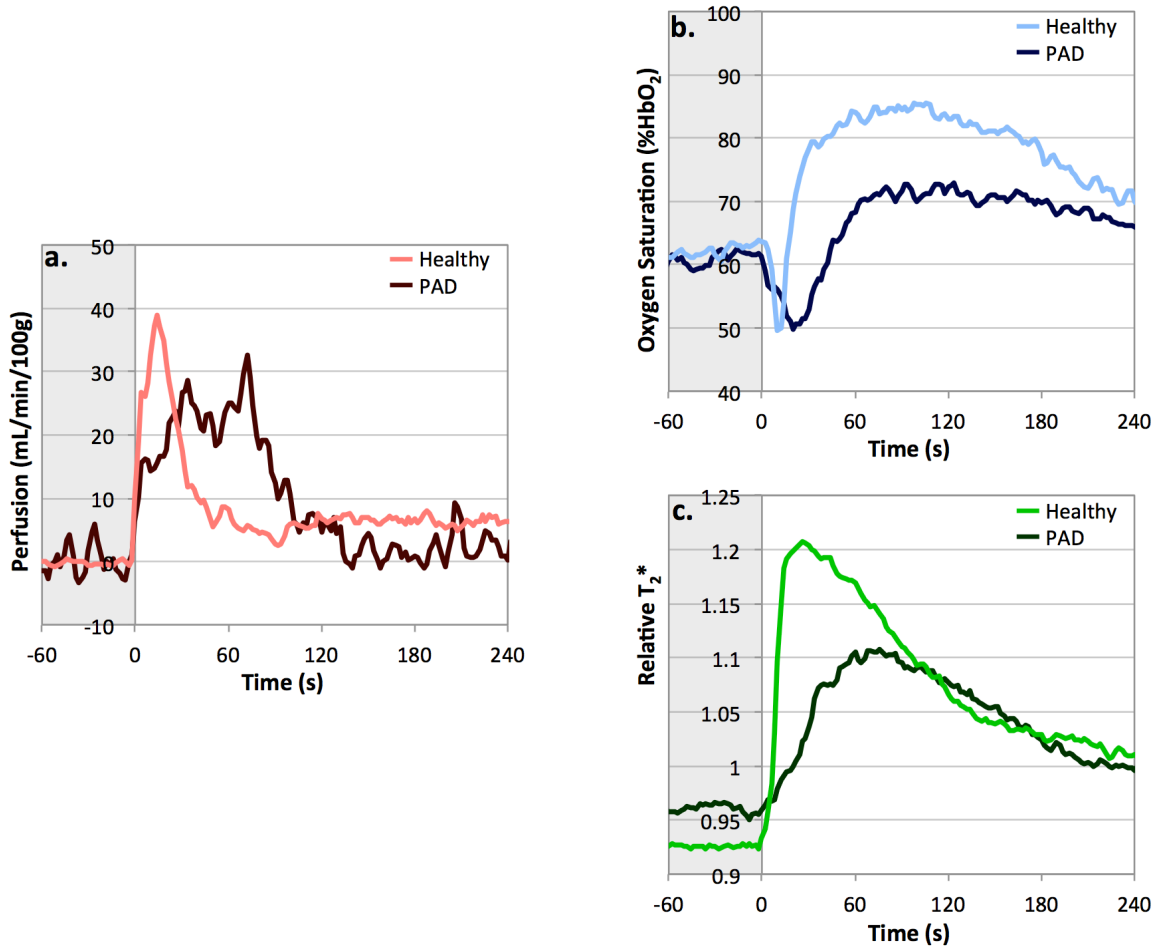 a.
Healthy
PAD
Perfusion (mL/min/100g)
50
40
30
20
10
0
-10
-60 0 60 120 180 240
Time (s)
b.
Healthy
PAD
Oxygen Saturation (%HbO₂)
100
90
80
70
60
50
40
-60 0 60 120 180 240
Time (s)
c.
Healthy
PAD
Relative T₂*
1.25
1.2
1.15
1.1
1.05
1
0.95
0.9
-60 0 60 120 180 240
Time (s)